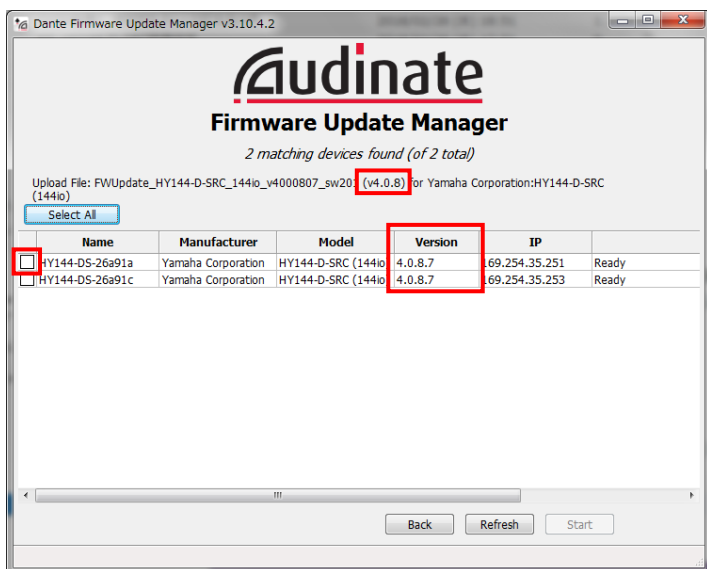 Dante Firmware Update Manager v3.10.4.2
Audinate
Firmware Update Manager
2 matching devices found (of 2 total)
Upload File: FWUpdate_HY144-D-SRC_144io_v4000807_sw201 (v4.0.8) for Yamaha Corporation:HY144-D-SRC
(144io)
Select All
Name Manufacturer Model Version IP
HY144-DS-26a91a Yamaha Corporation HY144-D-SRC (144io 4.0.8.7 169.254.35.251 Ready
HY144-DS-26a91c Yamaha Corporation HY144-D-SRC (144io 4.0.8.7 169.254.35.253 Ready
Back Refresh Start